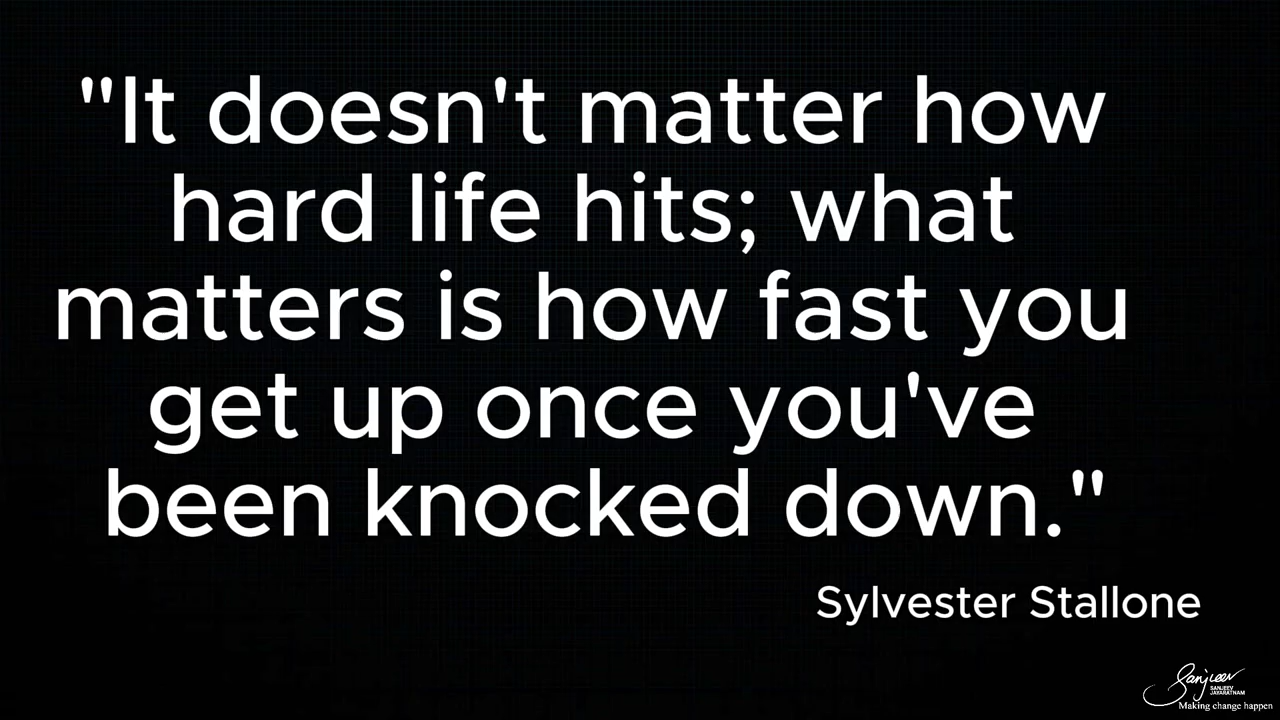 "It doesn't matter how
hard life hits; what
matters is how fast you
get up once you've
been knocked down."
Sylvester Stallone
Sanjeev
SANJEEV
JAYARATNAM
Making change happen